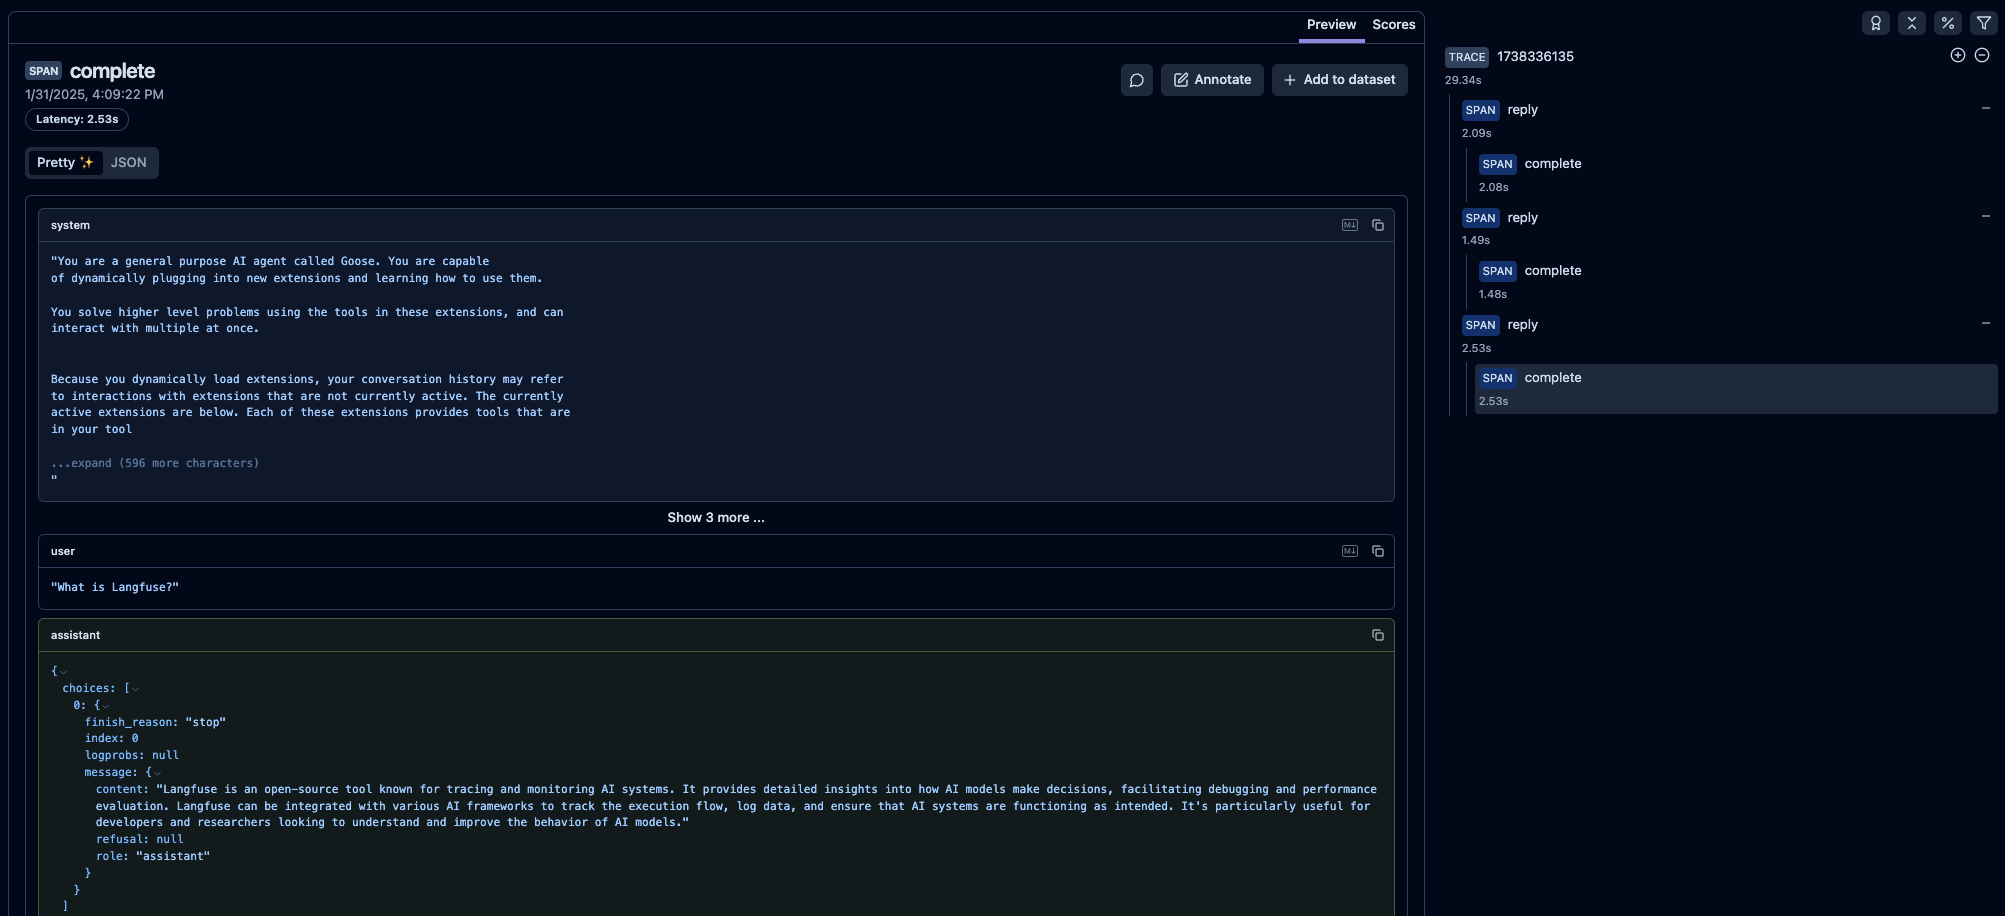 Preview Scores
SPAN complete
1/31/2025, 4:09:22 PM
Latency: 2.53s
Annotate
Add to dataset
Pretty ✨ JSON
system
M↓
"You are a general purpose AI agent called Goose. You are capable
of dynamically plugging into new extensions and learning how to use them.
You solve higher level problems using the tools in these extensions, and can
interact with multiple at once.
Because you dynamically load extensions, your conversation history may refer
to interactions with extensions that are not currently active. The currently
active extensions are below. Each of these extensions provides tools that are
in your tool
...expand (596 more characters)
"
Show 3 more ...
user
M↓
"What is Langfuse?"
assistant
{
choices: [
0: {
finish_reason: "stop"
index: 0
logprobs: null
message: {
content: "Langfuse is an open-source tool known for tracing and monitoring AI systems. It provides detailed insights into how AI models make decisions, facilitating debugging and performance
evaluation. Langfuse can be integrated with various AI frameworks to track the execution flow, log data, and ensure that AI systems are functioning as intended. It's particularly useful for
developers and researchers looking to understand and improve the behavior of AI models."
refusal: null
role: "assistant"
}
}
]
TRACE 1738336135
29.34s
SPAN reply
2.09s
SPAN complete
2.08s
SPAN reply
1.49s
SPAN complete
1.48s
SPAN reply
2.53s
SPAN complete
2.53s